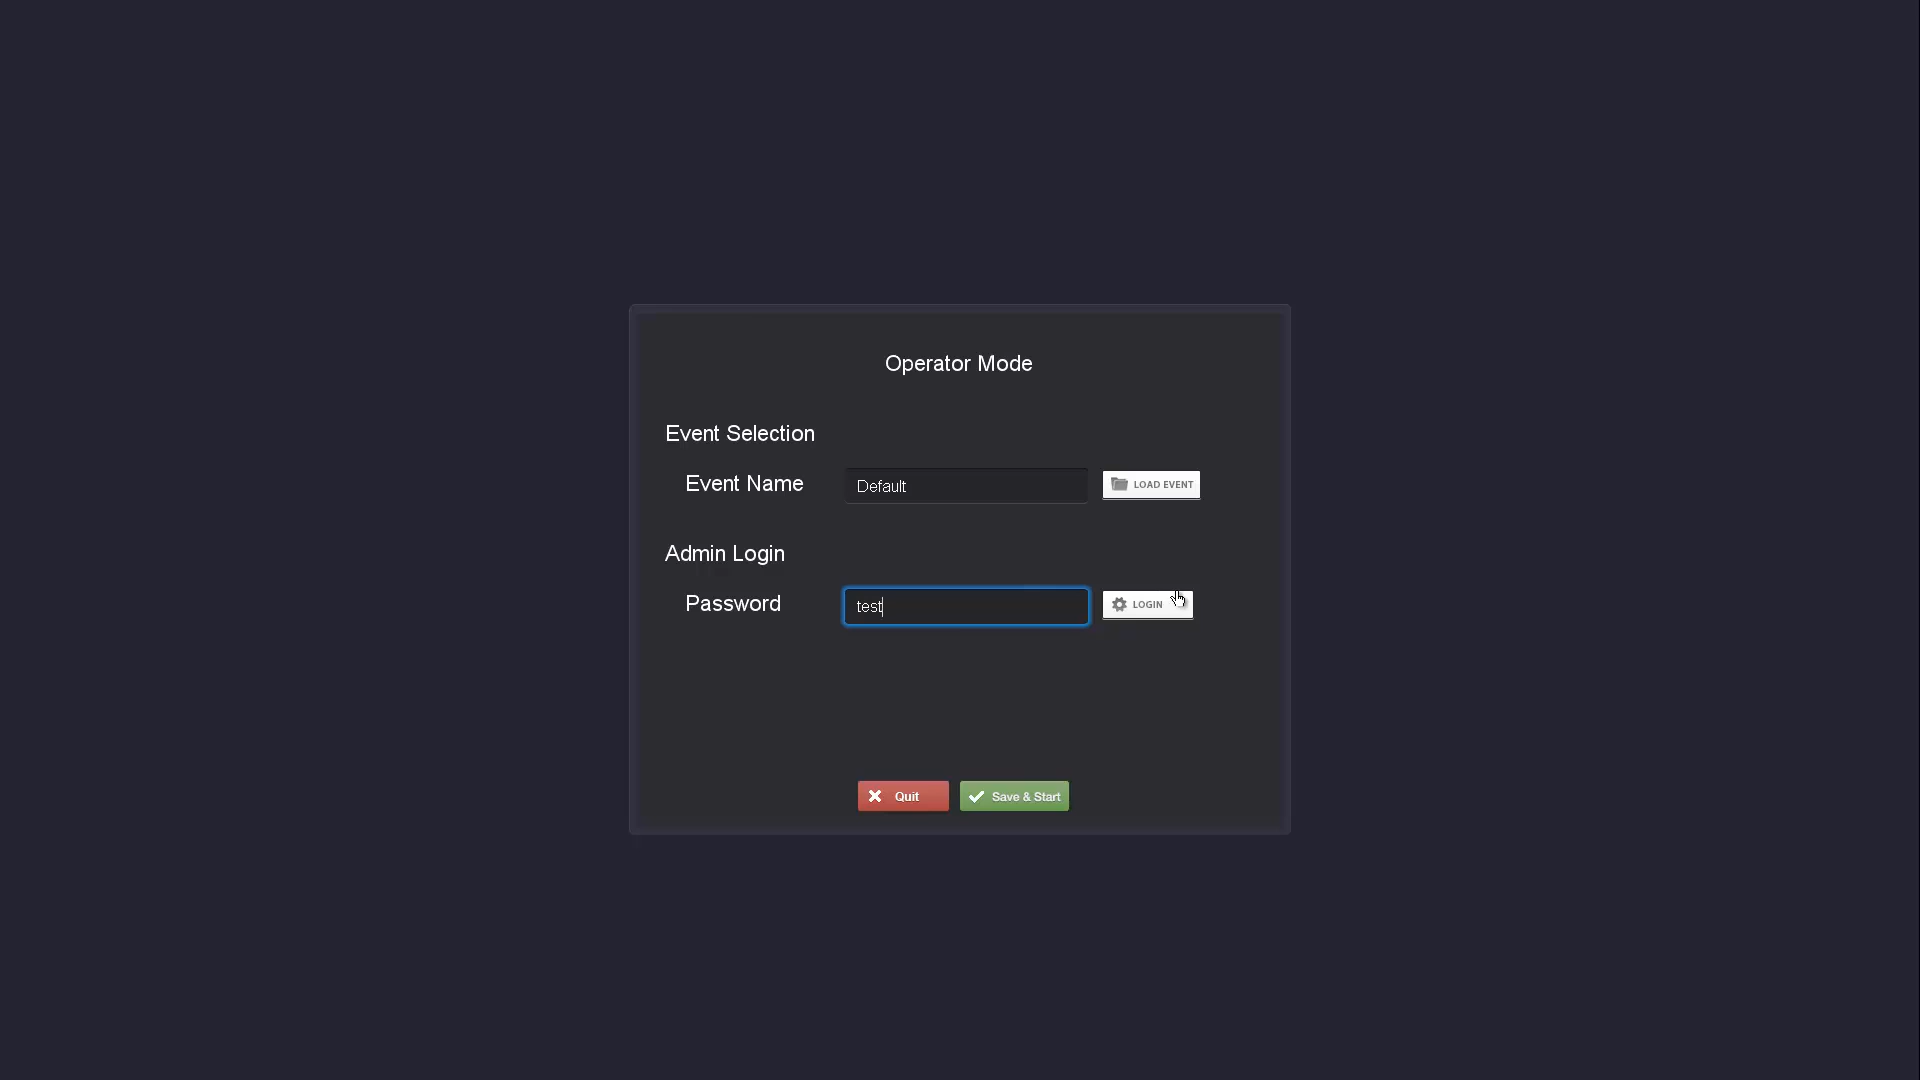 Operator Mode
Event Selection
Event Name Default LOAD EVENT
Admin Login
Password test LOGIN
Quit Save & Start